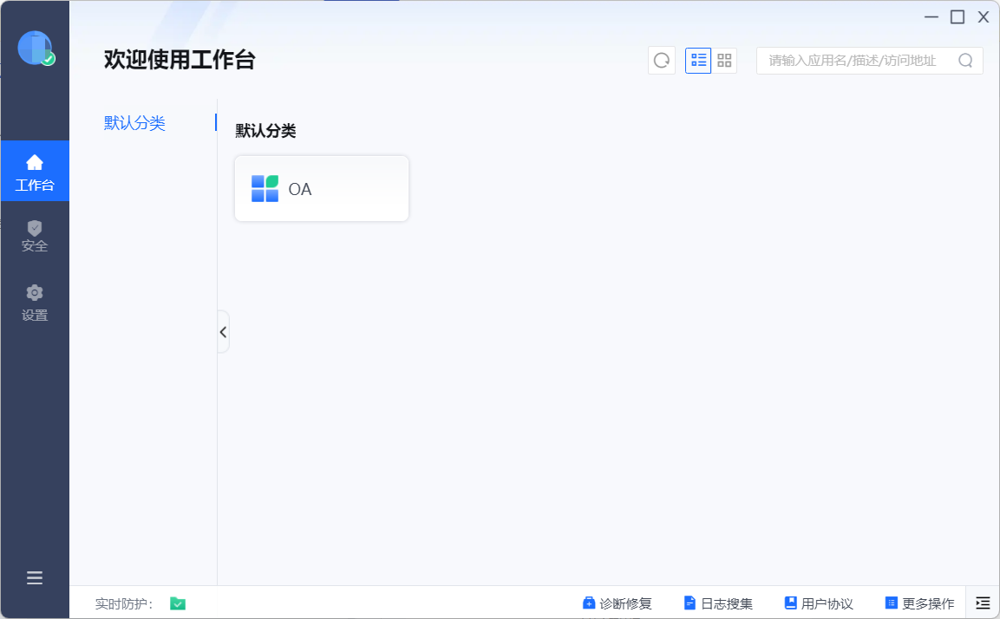 欢迎使用工作台
请输入应用名/描述/访问地址
默认分类
默认分类
OA
工作台
安全
设置
实时防护：
诊断修复
日志搜集
用户协议
更多操作